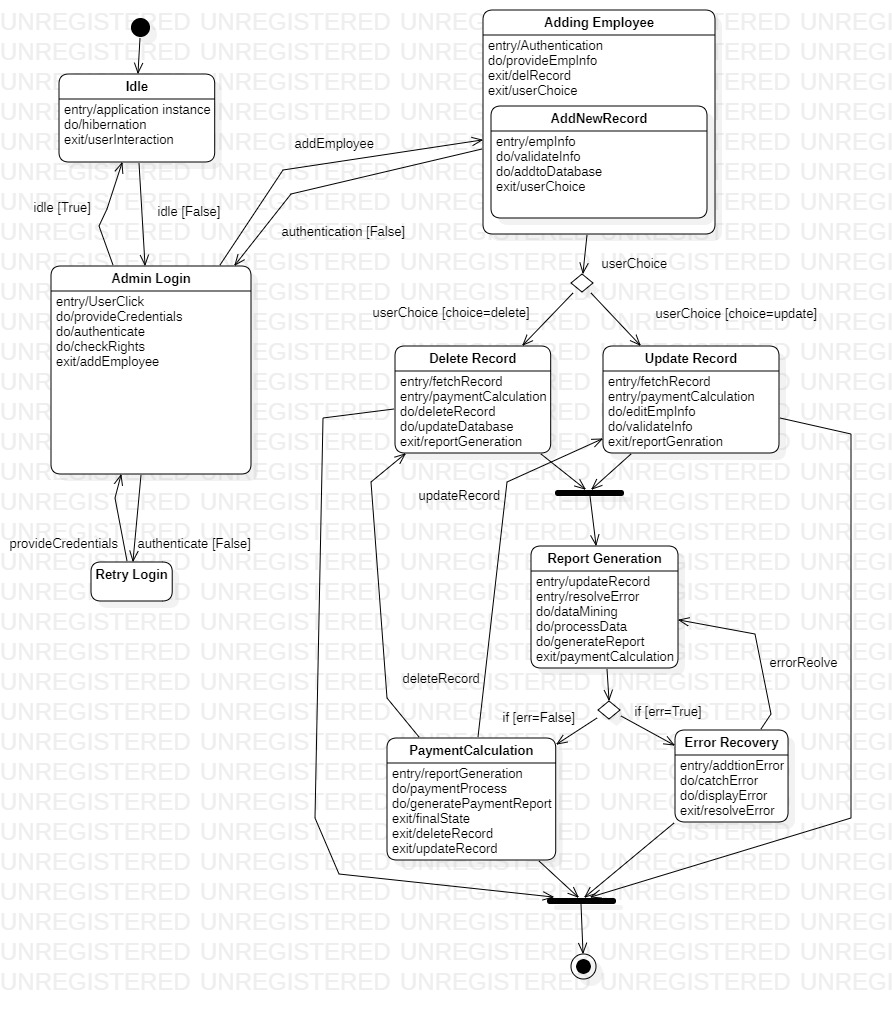 Idle
entry/application instance
do/hibernation
exit/userInteraction
idle [True]
idle [False]
Admin Login
entry/UserClick
do/provideCredentials
do/authenticate
do/checkRights
exit/addEmployee
provideCredentials
authenticate [False]
Retry Login
addEmployee
authentication [False]
Adding Employee
entry/Authentication
do/provideEmpInfo
exit/delRecord
exit/userChoice
AddNewRecord
entry/empInfo
do/validateInfo
do/addtoDatabase
exit/userChoice
userChoice
userChoice [choice=delete]
userChoice [choice=update]
Delete Record
entry/fetchRecord
entry/paymentCalculation
do/deleteRecord
do/updateDatabase
exit/reportGeneration
Update Record
entry/fetchRecord
entry/paymentCalculation
do/editEmpInfo
do/validateInfo
exit/reportGenration
updateRecord
Report Generation
entry/updateRecord
entry/resolveError
do/dataMining
do/processData
do/generateReport
exit/paymentCalculation
errorReolve
deleteRecord
if [err=False]
if [err=True]
PaymentCalculation
entry/reportGeneration
do/paymentProcess
do/generatePaymentReport
exit/finalState
exit/deleteRecord
exit/updateRecord
Error Recovery
entry/addtionError
do/catchError
do/displayError
exit/resolveError
UNREGISTERED UNREGISTERED UNREGISTERED UNREGISTERED UNREGISTERED